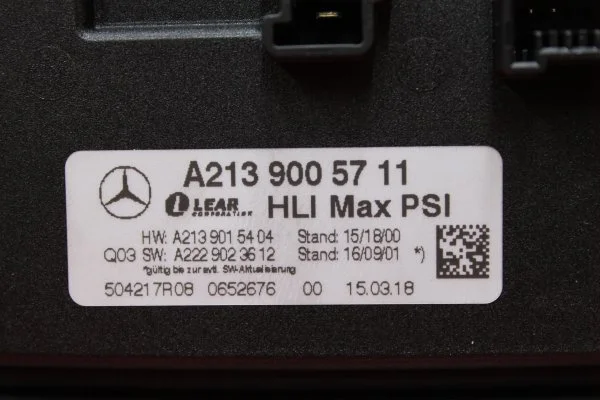 A213 900 57 11
LEAR CORPORATION HLI Max PSI
HW: A213 901 54 04 Stand: 15/18/00
Q03 SW: A222 902 36 12 Stand: 16/09/01 *)
*gültig bis zur evtl. SW-Aktualisierung
504217R08 0652676 00 15.03.18